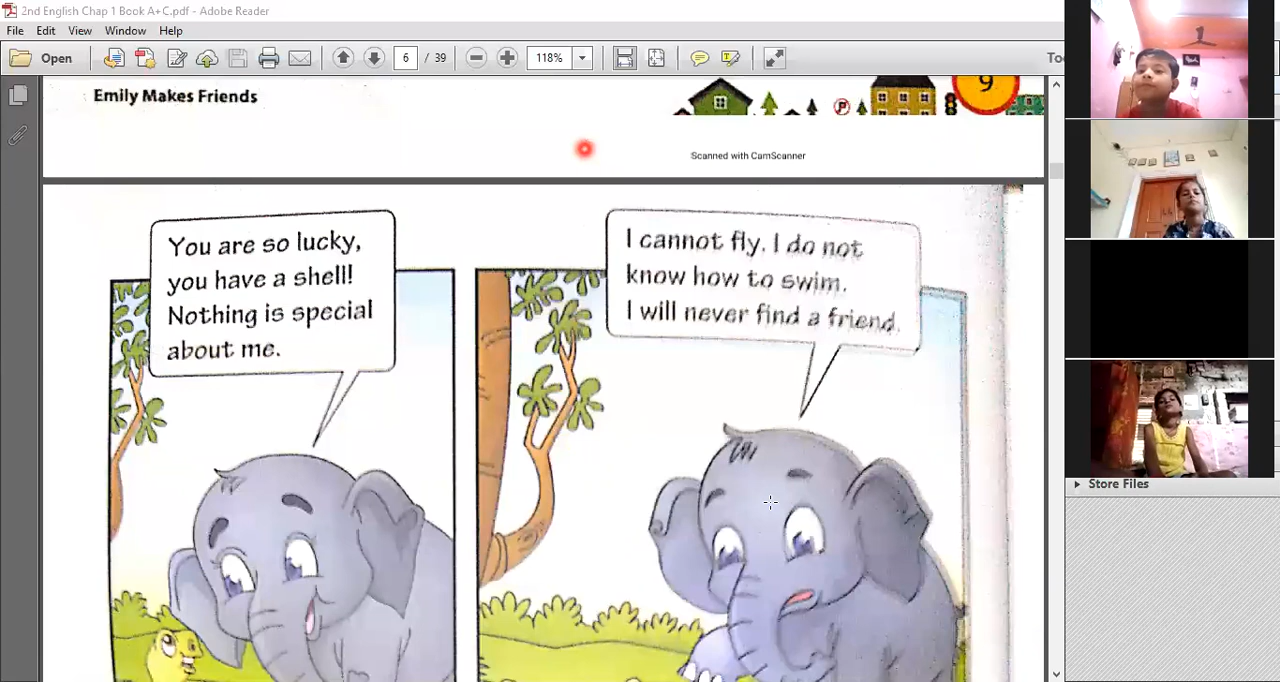 2nd English Chap 1 Book A+C.pdf - Adobe Reader
File Edit View Window Help
Open 6 / 39 118%
Emily Makes Friends
9
P
Scanned with CamScanner
You are so lucky,
you have a shell!
Nothing is special
about me.
I cannot fly. I do not
know how to swim.
I will never find a friend.
Store Files